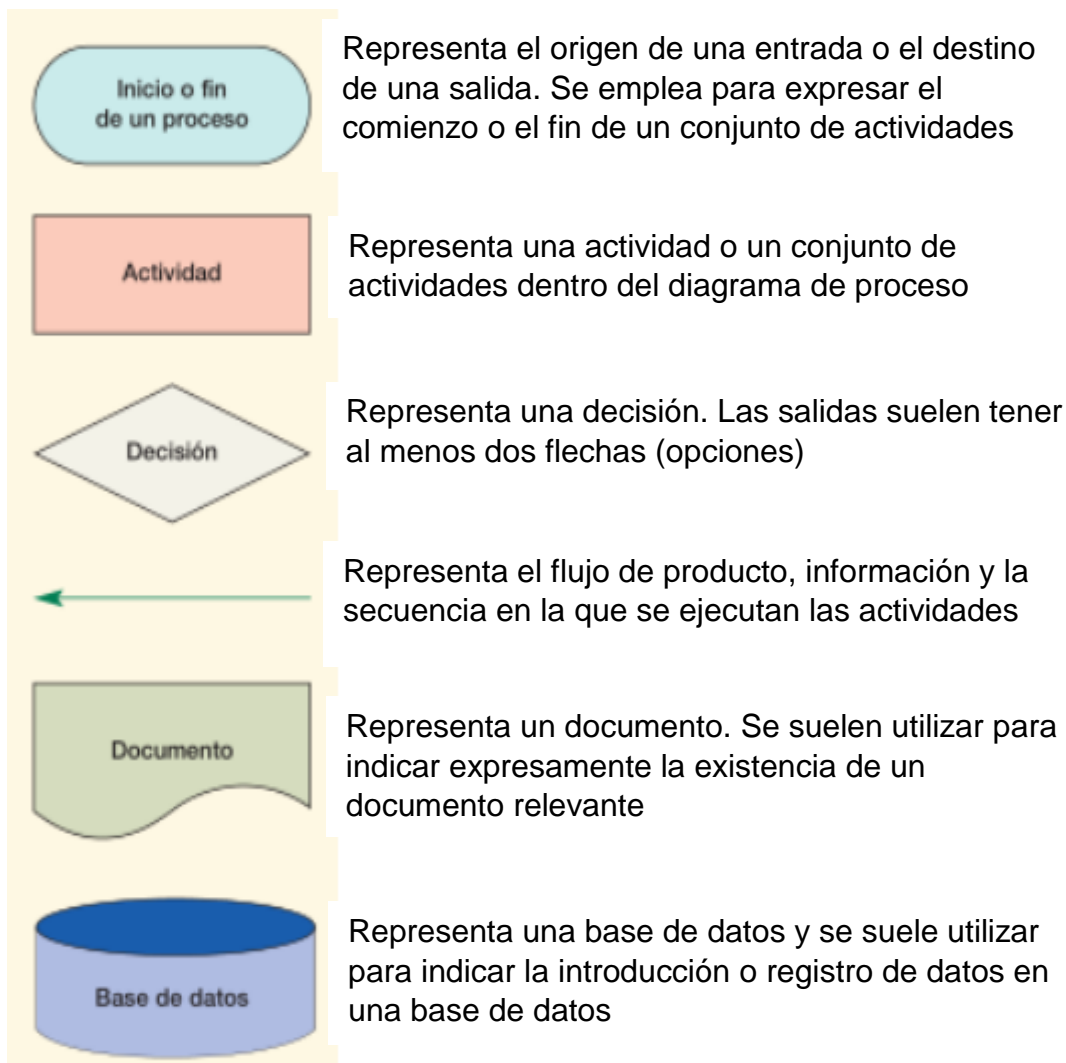 Inicio o fin
de un proceso
Representa el origen de una entrada o el destino
de una salida. Se emplea para expresar el
comienzo o el fin de un conjunto de actividades
Actividad
Representa una actividad o un conjunto de
actividades dentro del diagrama de proceso
Decisión
Representa una decisión. Las salidas suelen tener
al menos dos flechas (opciones)
Representa el flujo de producto, información y la
secuencia en la que se ejecutan las actividades
Documento
Representa un documento. Se suelen utilizar para
indicar expresamente la existencia de un
documento relevante
Base de datos
Representa una base de datos y se suele utilizar
para indicar la introducción o registro de datos en
una base de datos